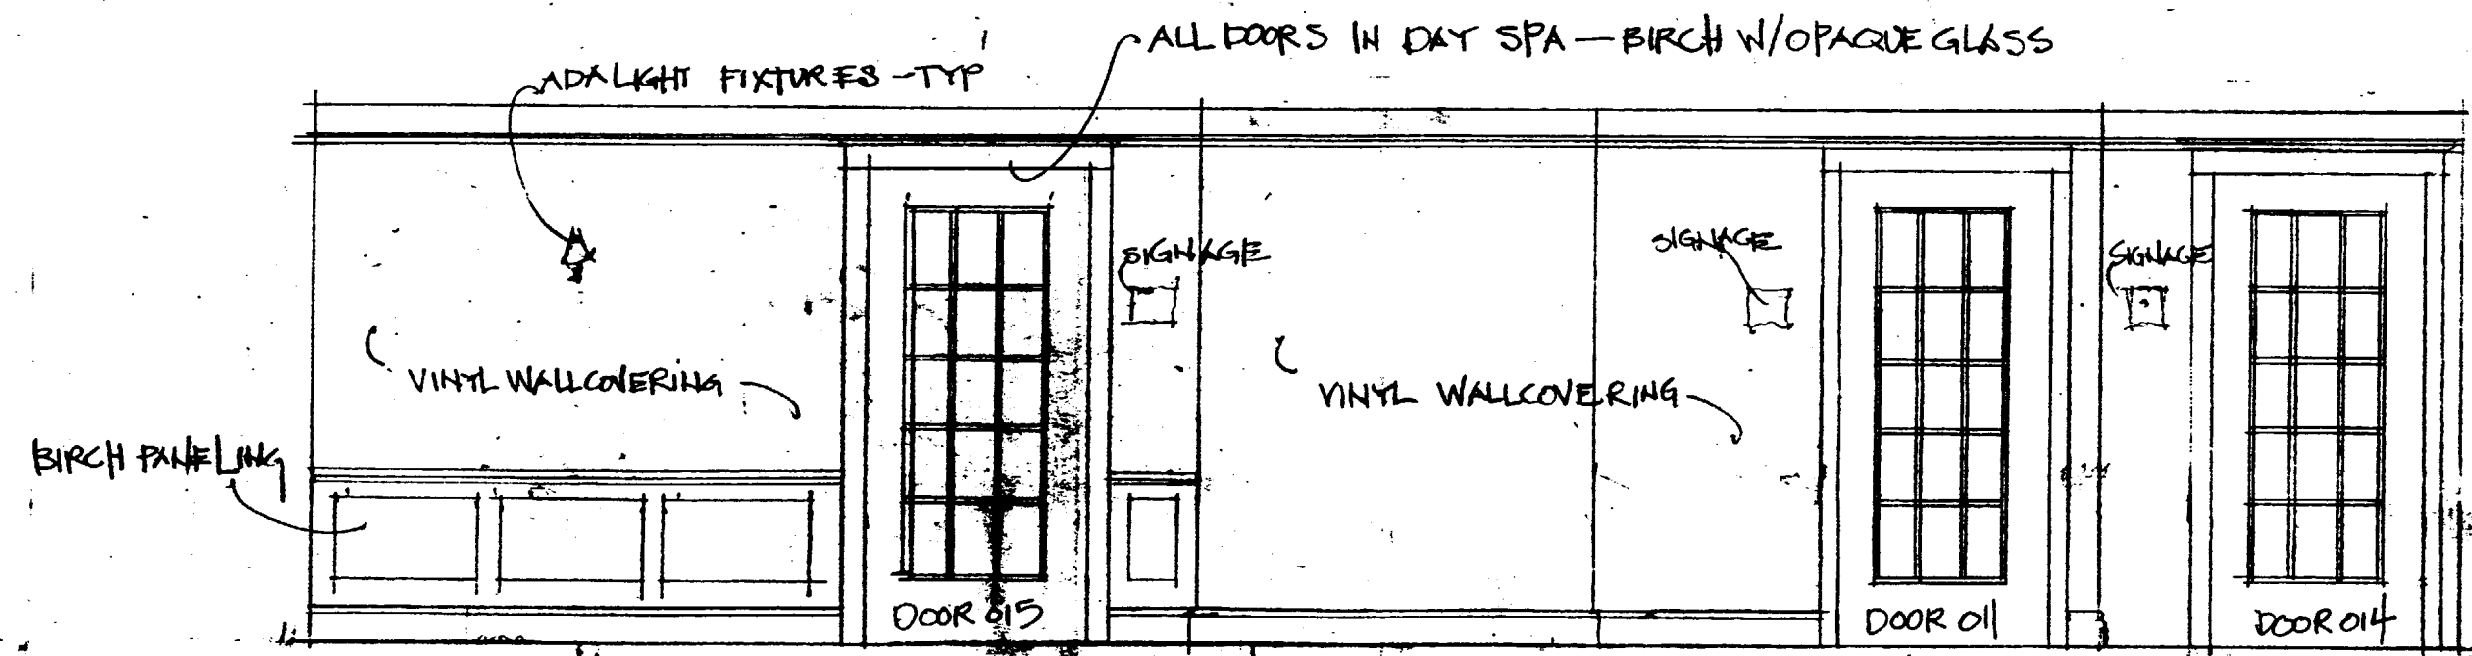 ALL DOORS IN DAY SPA — BIRCH W/OPAQUE GLASS
ADA LIGHT FIXTURES - TYP
SIGNAGE
SIGNAGE
SIGNAGE
VINYL WALLCOVERING
VINYL WALLCOVERING
BIRCH PANELING
DOOR 015
DOOR 011
DOOR 014